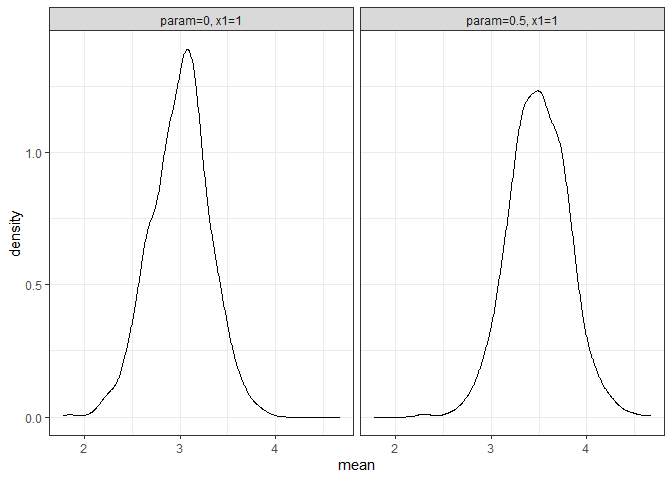 param=0, x1=1
param=0.5, x1=1
density
1.0
0.5
0.0
2
3
4
2
3
4
mean